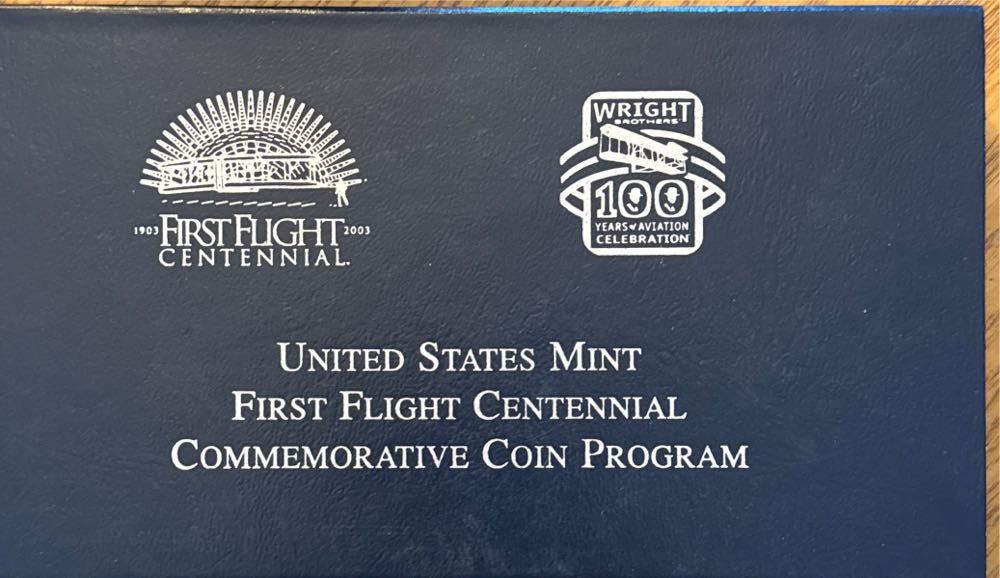 1903 FIRST FLIGHT 2003
CENTENNIAL.
WRIGHT
BROTHERS
100
YEARS of AVIATION
CELEBRATION
UNITED STATES MINT
FIRST FLIGHT CENTENNIAL
COMMEMORATIVE COIN PROGRAM